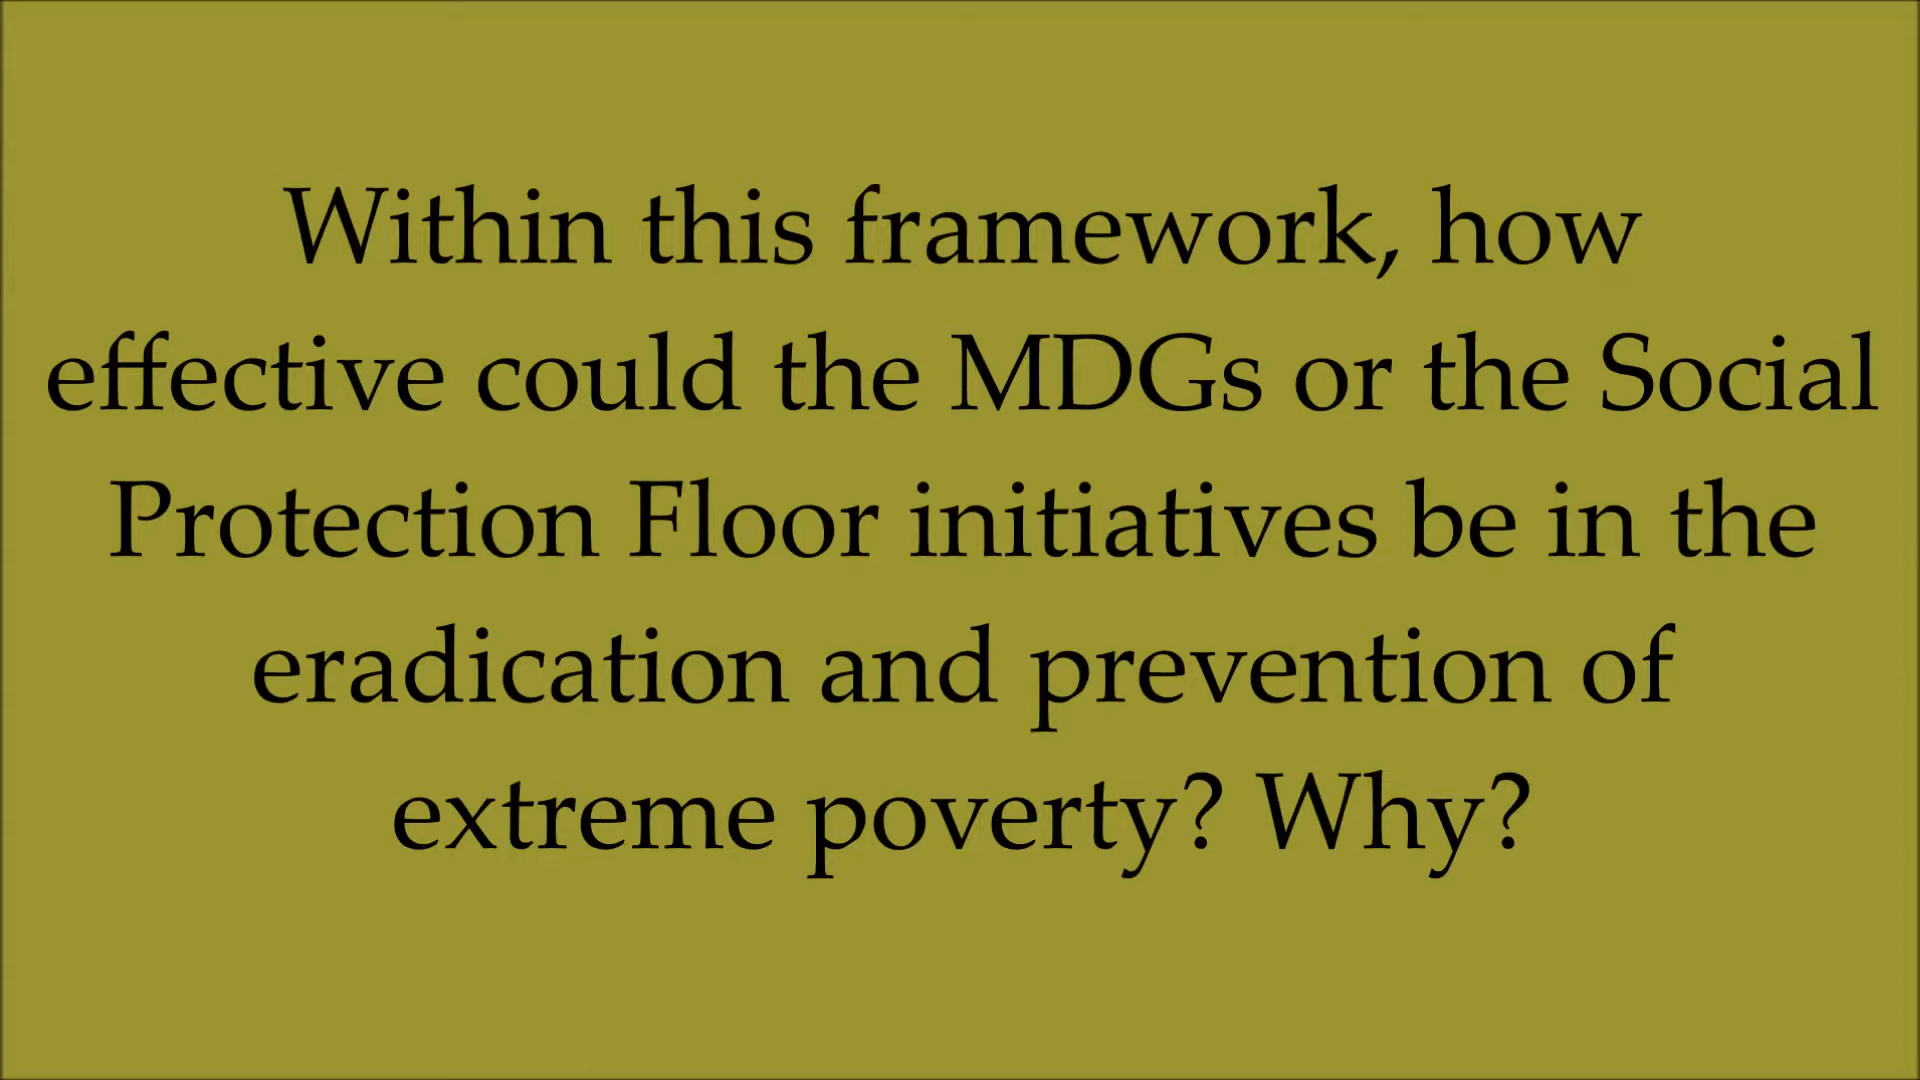 Within this framework, how
effective could the MDGs or the Social
Protection Floor initiatives be in the
eradication and prevention of
extreme poverty? Why?